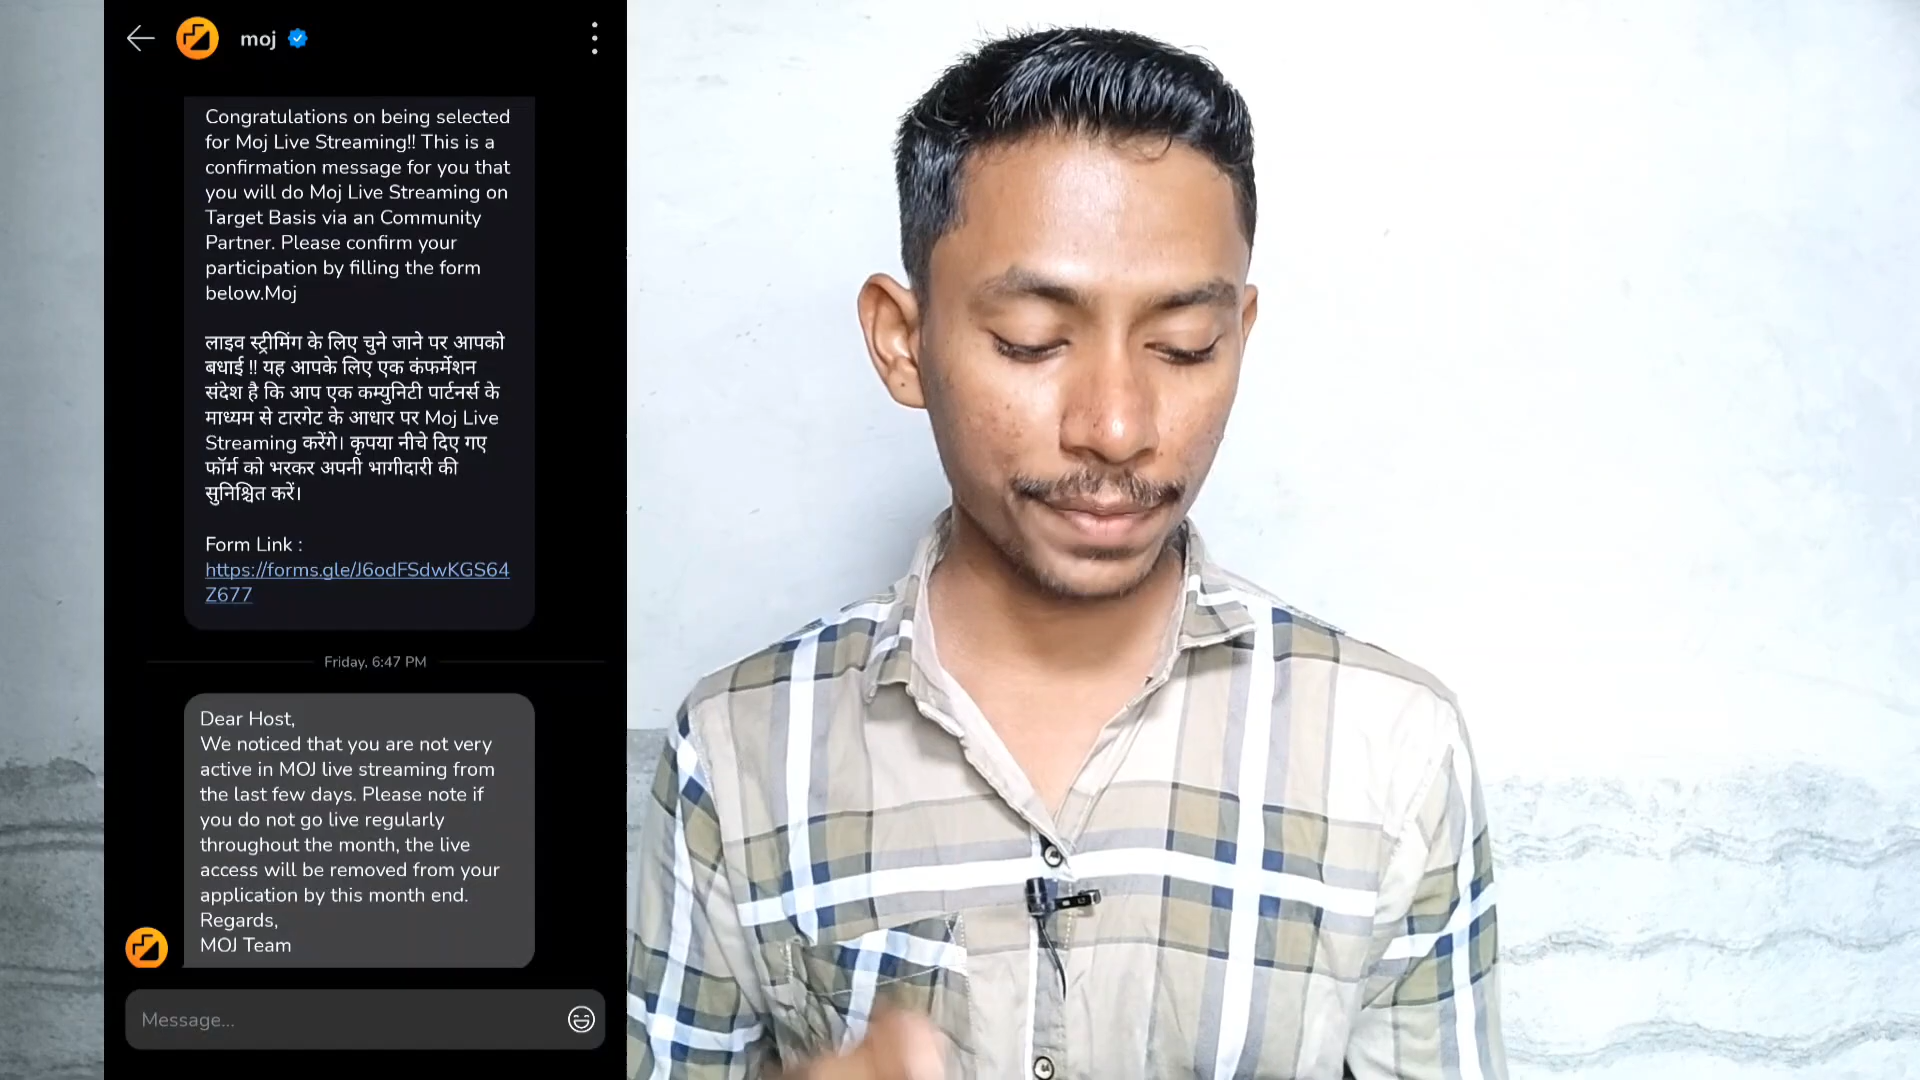 moj
Congratulations on being selected
for Moj Live Streaming!! This is a
confirmation message for you that
you will do Moj Live Streaming on
Target Basis via an Community
Partner. Please confirm your
participation by filling the form
below.Moj
लाइव स्ट्रीमिंग के लिए चुने जाने पर आपको
बधाई !! यह आपके लिए एक कंफर्मेशन
संदेश है कि आप एक कम्युनिटी पार्टनर्स के
माध्यम से टारगेट के आधार पर Moj Live
Streaming करेंगे। कृपया नीचे दिए गए
फॉर्म को भरकर अपनी भागीदारी की
सुनिश्चित करें।
Form Link :
https://forms.gle/J6odFSdwKGS64
Z677
Friday, 6:47 PM
Dear Host,
We noticed that you are not very
active in MOJ live streaming from
the last few days. Please note if
you do not go live regularly
throughout the month, the live
access will be removed from your
application by this month end.
Regards,
MOJ Team
Message...